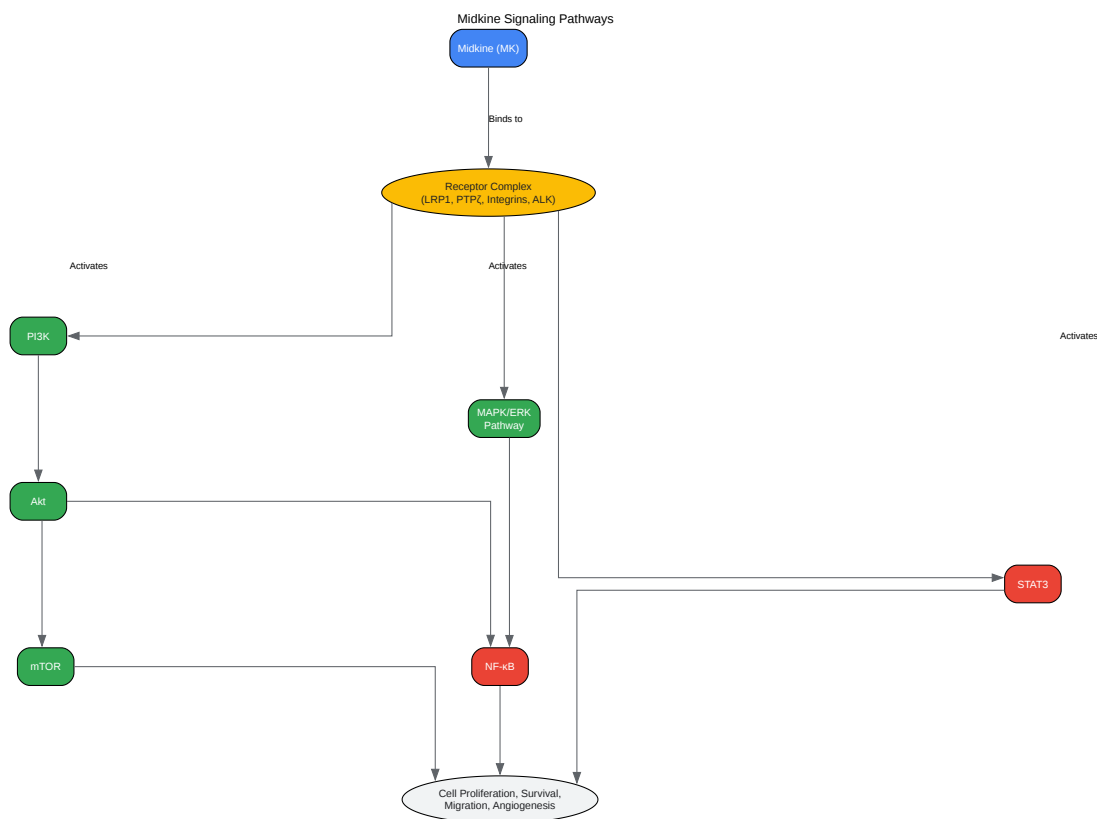 Midkine Signaling Pathways
Midkine (MK)
Binds to
Receptor Complex
(LRP1, PTPζ, Integrins, ALK)
Activates
Activates
PI3K
Activates
MAPK/ERK
Pathway
Akt
STAT3
mTOR
NF-κB
Cell Proliferation, Survival,
Migration, Angiogenesis